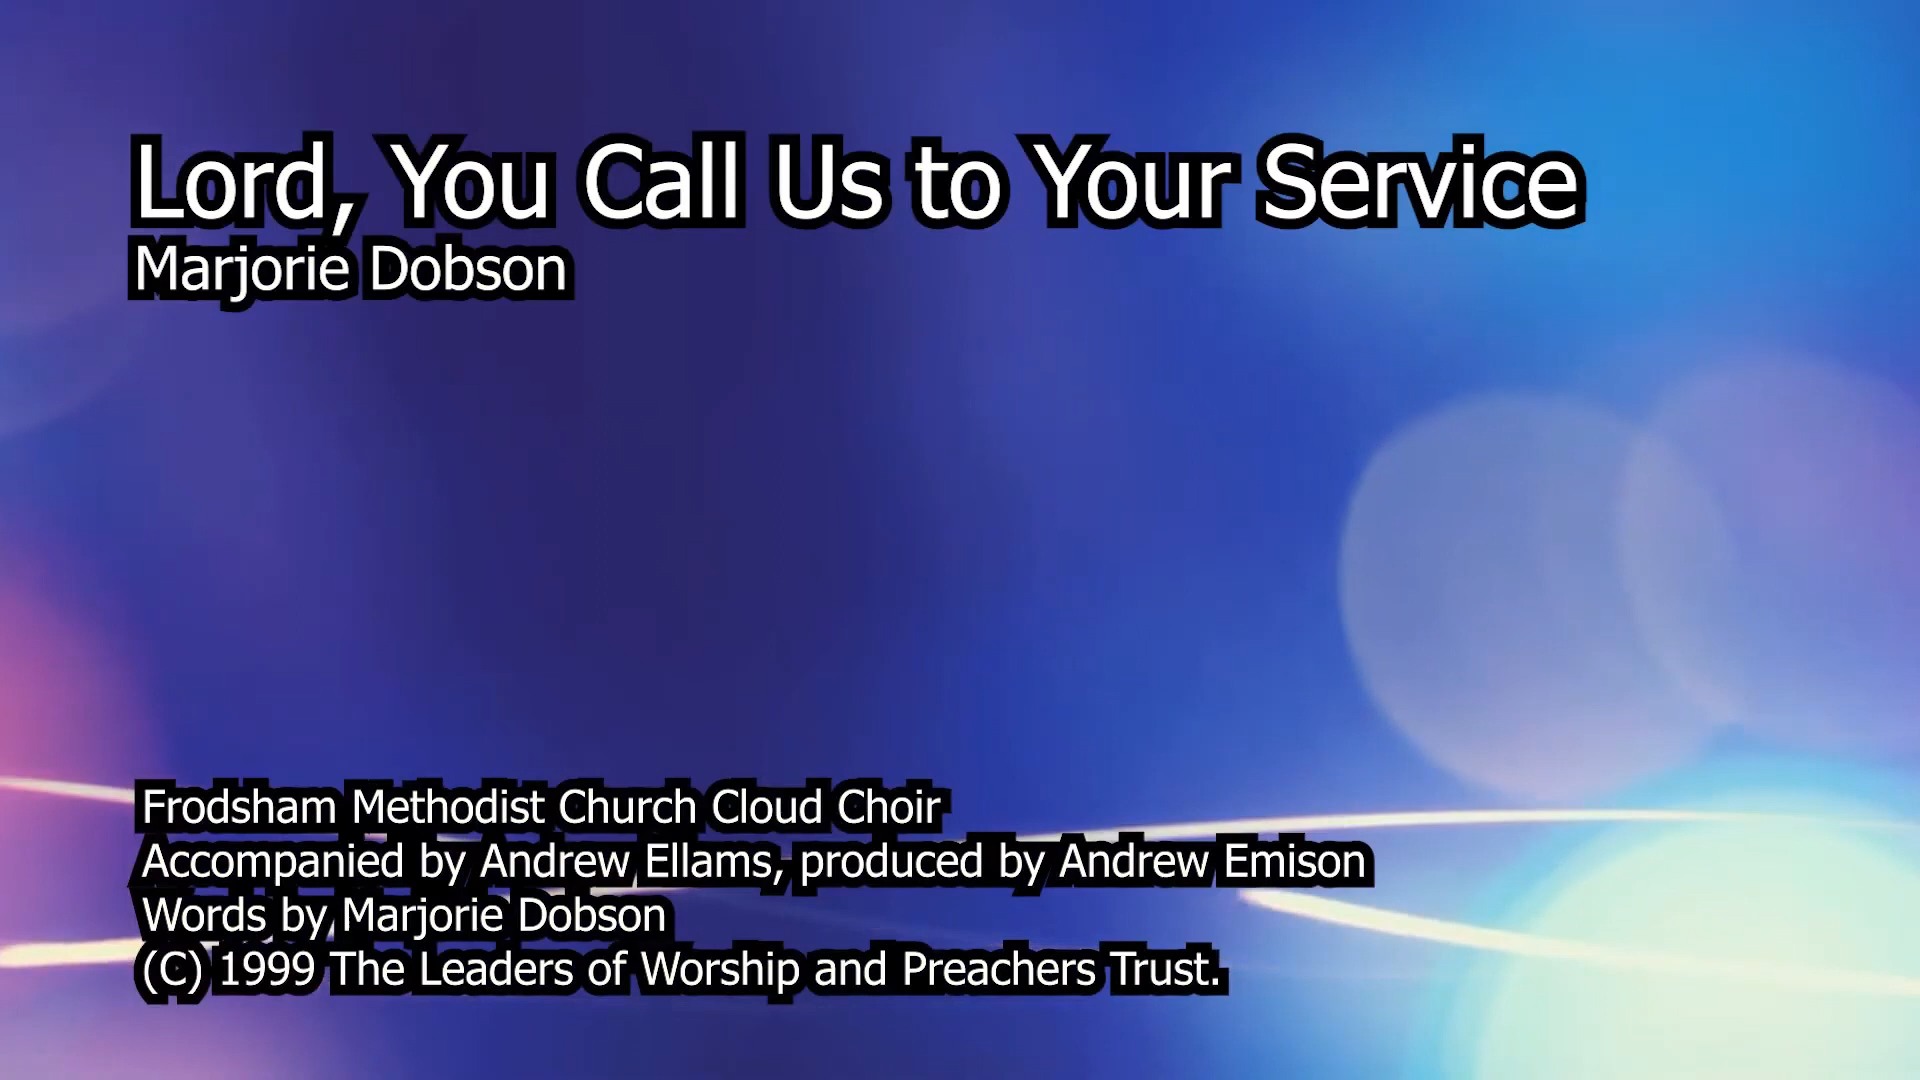 Lord, You Call Us to Your Service
Marjorie Dobson
Frodsham Methodist Church Cloud Choir
Accompanied by Andrew Ellams, produced by Andrew Emison
Words by Marjorie Dobson
(C) 1999 The Leaders of Worship and Preachers Trust.